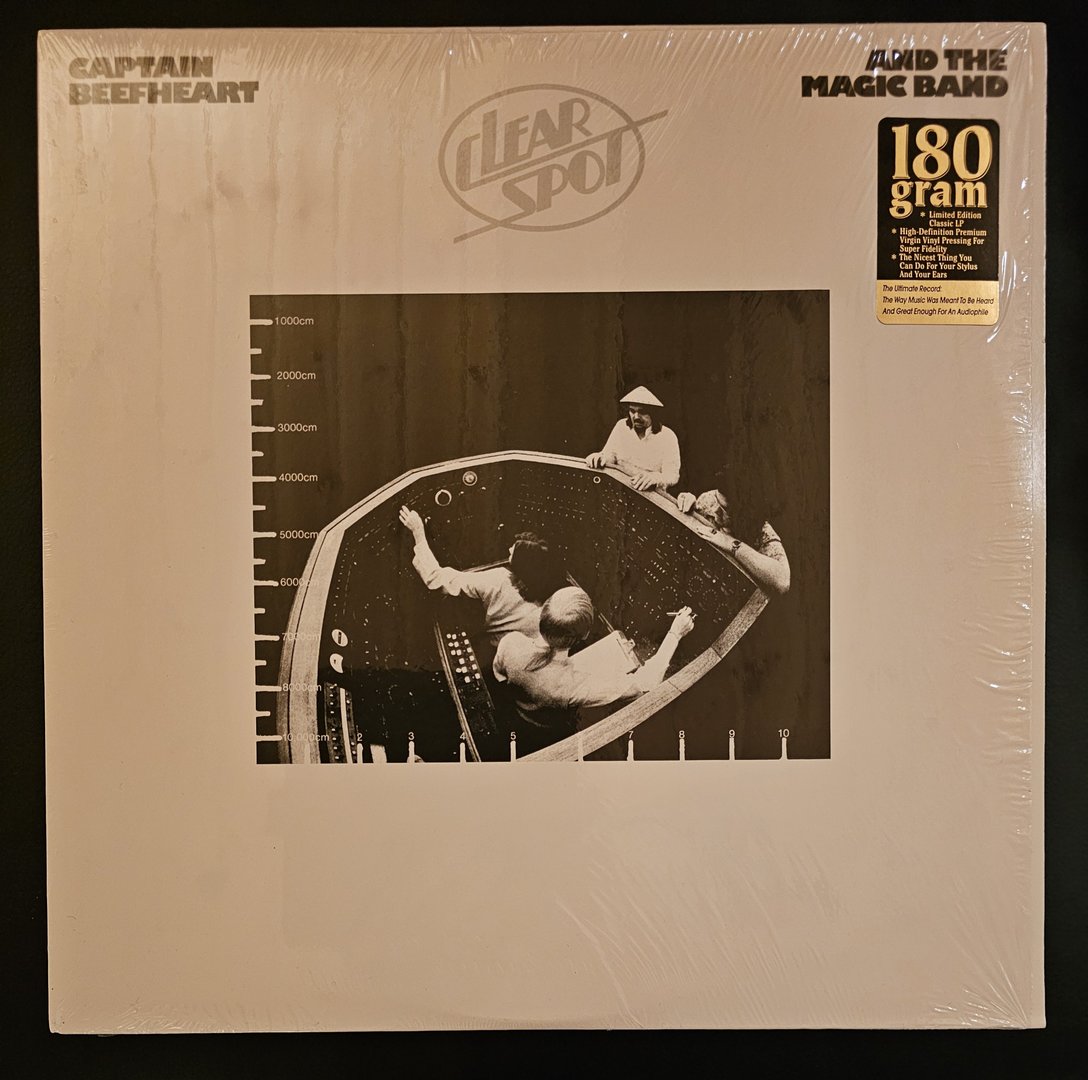 CAPTAIN
BEEFHEART
AND THE
MAGIC BAND
CLEAR
SPOT
180
gram
* Limited Edition
Classic LP
* High-Definition Premium
Virgin Vinyl Pressing For
Super Fidelity
* The Nicest Thing You
Can Do For Your Stylus
And Your Ears
The Ultimate Record:
The Way Music Was Meant To Be Heard
And Great Enough For An Audiophile
1000cm
2000cm
3000cm
4000cm
5000cm
6000cm
7000cm
8000cm
10,000cm
2
3
4
5
7
8
9
10